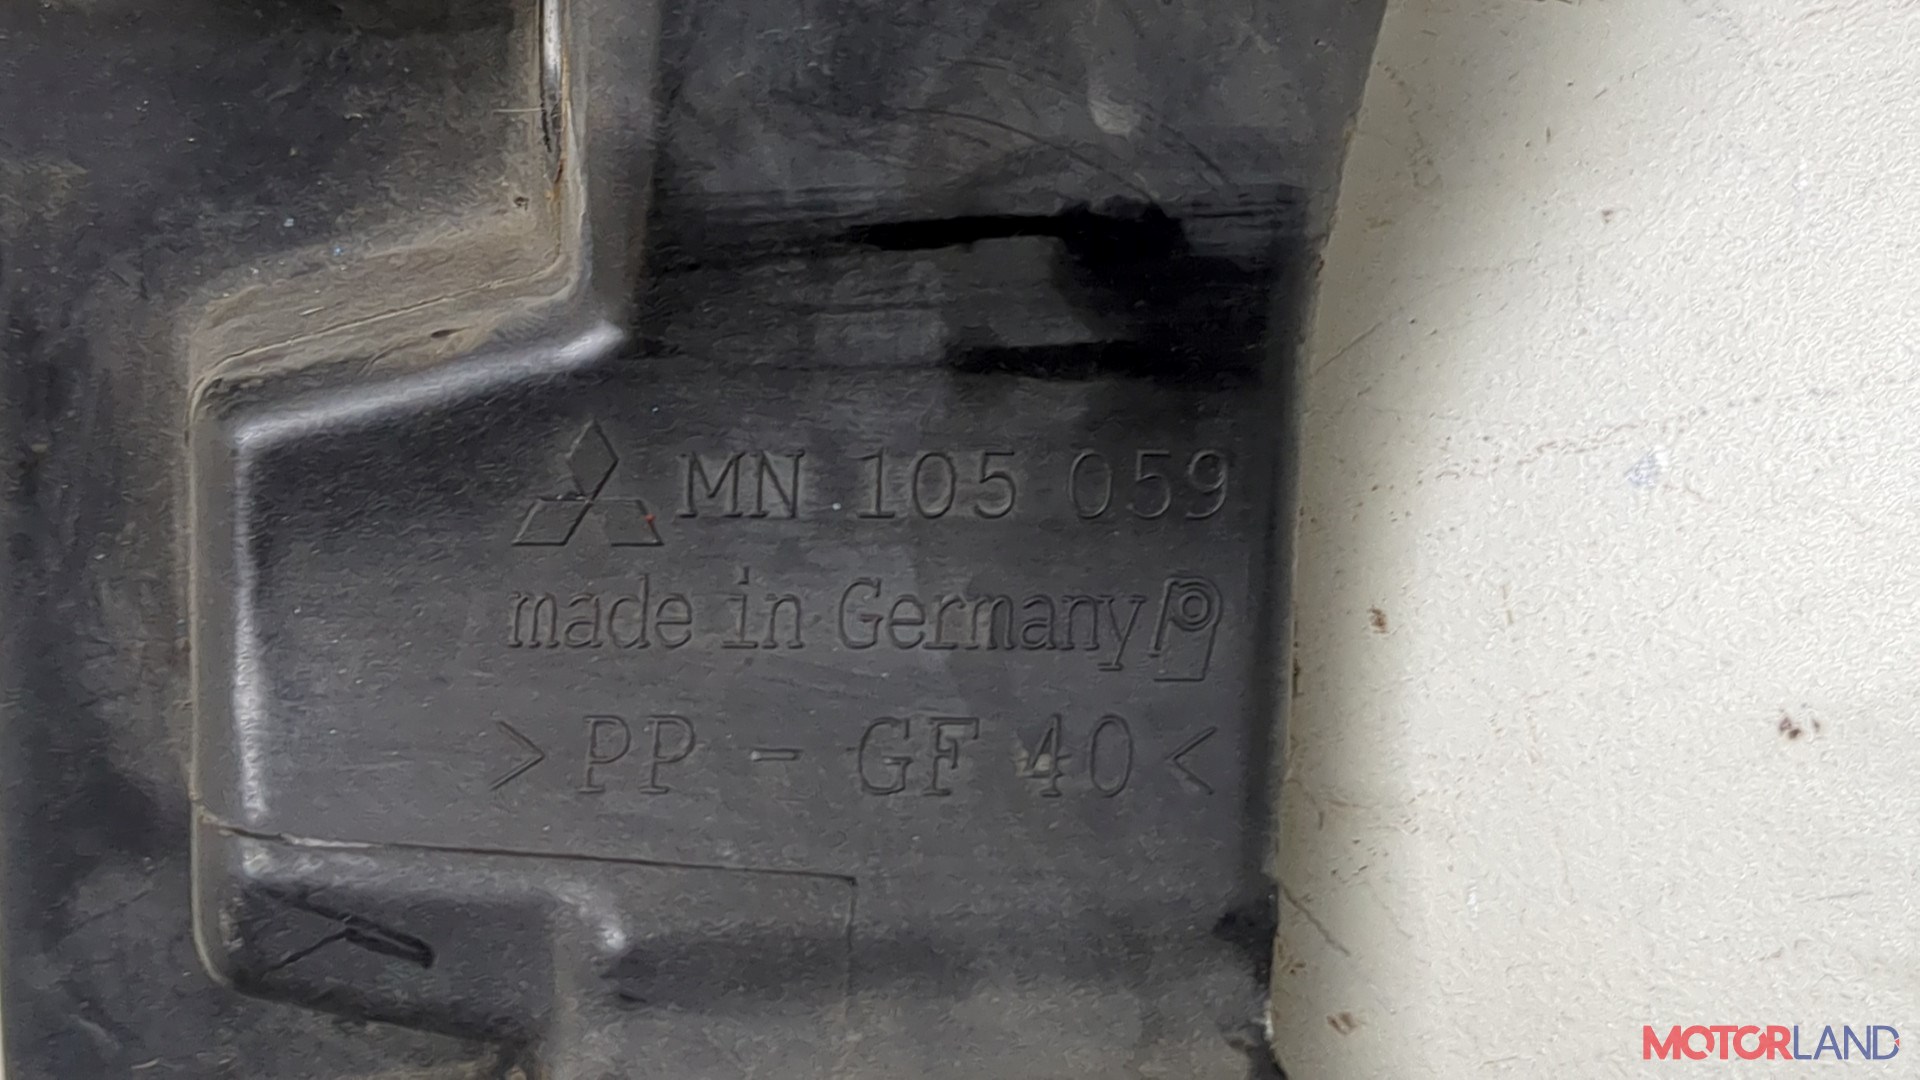 MN 105 059
made in Germany
>PP - GF 40<
MOTORLAND